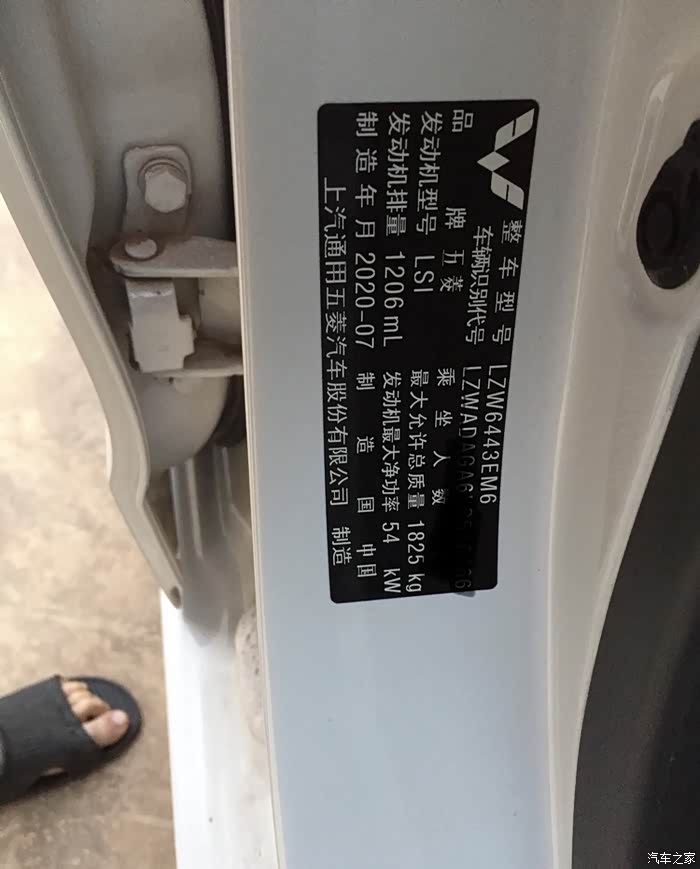 整车型号 LZW6443EM6
车辆识别代号 LZWADAGA6
品牌 五菱 乘坐人数
发动机型号 LSI 最大允许总质量 1825 kg
发动机排量 1206 mL 发动机最大净功率 54 kW
制造年月 2020-07 制造国 中国
上汽通用五菱汽车股份有限公司 制造
汽车之家